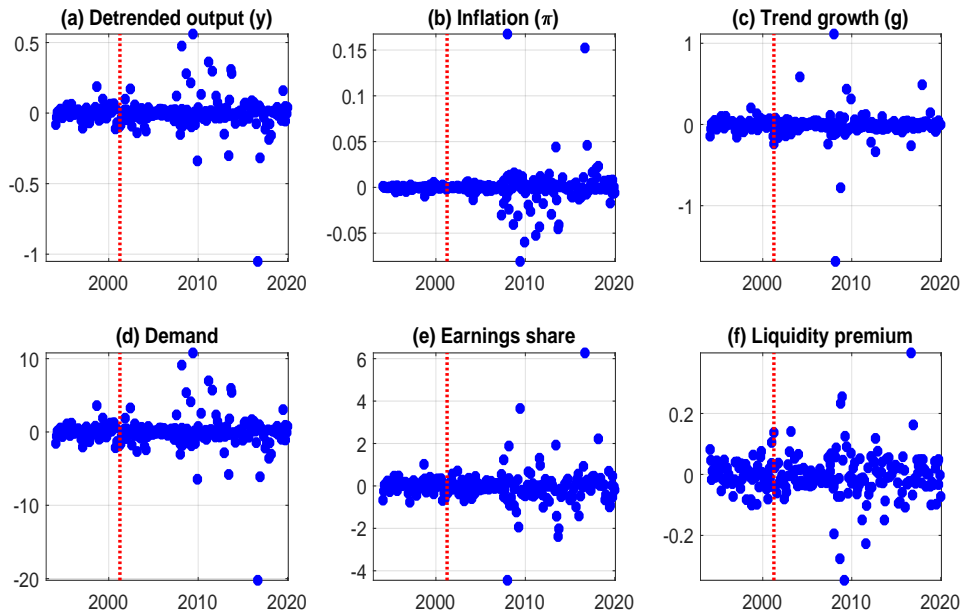 (a) Detrended output (y)
0.5
0
-0.5
-1
2000 2010 2020
(b) Inflation (π)
0.15
0.1
0.05
0
-0.05
2000 2010 2020
(c) Trend growth (g)
1
0
-1
2000 2010 2020
(d) Demand
10
0
-10
-20
2000 2010 2020
(e) Earnings share
6
4
2
0
-2
-4
2000 2010 2020
(f) Liquidity premium
0.2
0
-0.2
2000 2010 2020